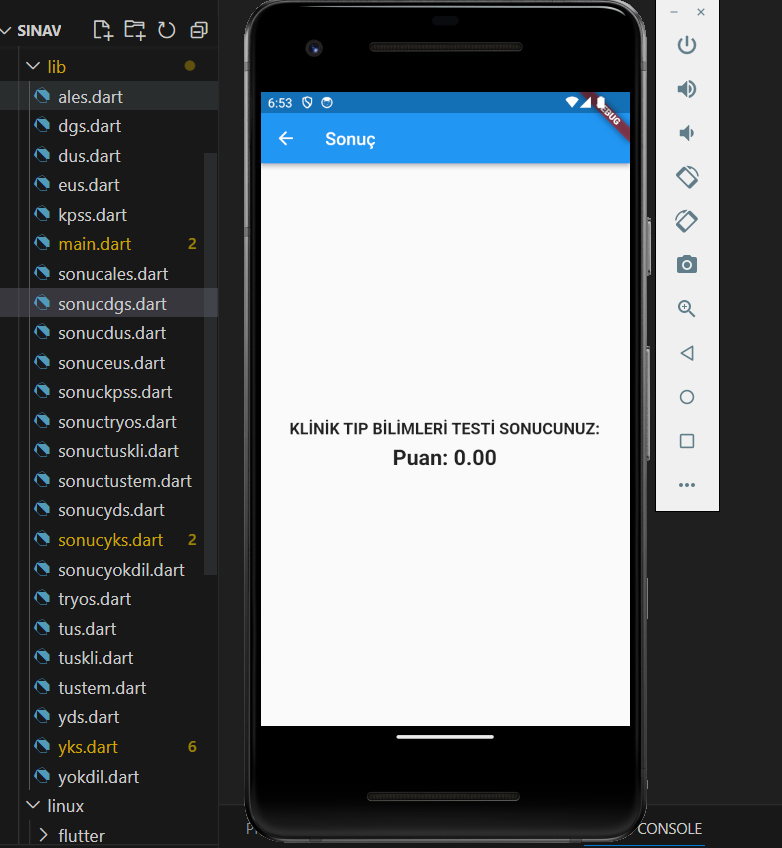 SINAV
lib
ales.dart
dgs.dart
dus.dart
eus.dart
kpss.dart
main.dart 2
sonucales.dart
sonucdgs.dart
sonucdus.dart
sonuceus.dart
sonuckpss.dart
sonuctryos.dart
sonuctuskli.dart
sonuctustem.dart
sonucyds.dart
sonucyks.dart 2
sonucyokdil.dart
tryos.dart
tus.dart
tuskli.dart
tustem.dart
yds.dart
yks.dart 6
yokdil.dart
linux
flutter
6:53
Sonuç
KLİNİK TIP BİLİMLERİ TESTİ SONUCUNUZ:
Puan: 0.00
CONSOLE